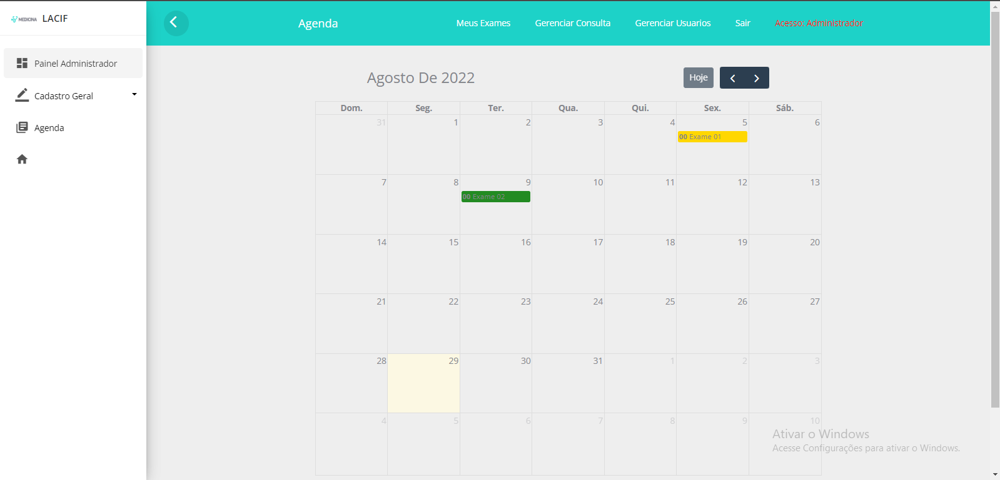 MEDICINA LACIF
Painel Administrador
Cadastro Geral
Agenda
Agenda Meus Exames Gerenciar Consulta Gerenciar Usuarios Sair Acesso: Administrador
Agosto De 2022 Hoje
Dom. Seg. Ter. Qua. Qui. Sex. Sáb.
31 1 2 3 4 5 6
00 Exame 01
7 8 9 10 11 12 13
00 Exame 02
14 15 16 17 18 19 20
21 22 23 24 25 26 27
28 29 30 31 1 2 3
4 5 6 7 8 9 10
Ativar o Windows
Acesse Configurações para ativar o Windows.